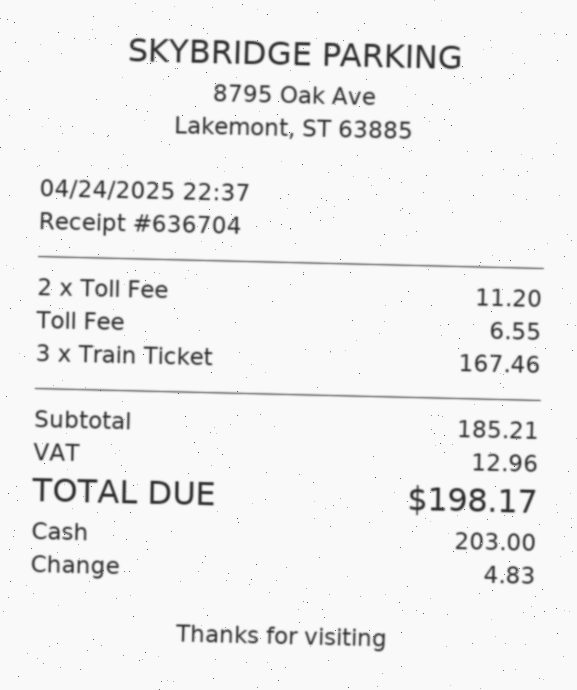 SKYBRIDGE PARKING
8795 Oak Ave
Lakemont, ST 63885
04/24/2025 22:37
Receipt #636704
2 x Toll Fee 11.20
Toll Fee 6.55
3 x Train Ticket 167.46
Subtotal 185.21
VAT 12.96
TOTAL DUE $198.17
Cash 203.00
Change 4.83
Thanks for visiting